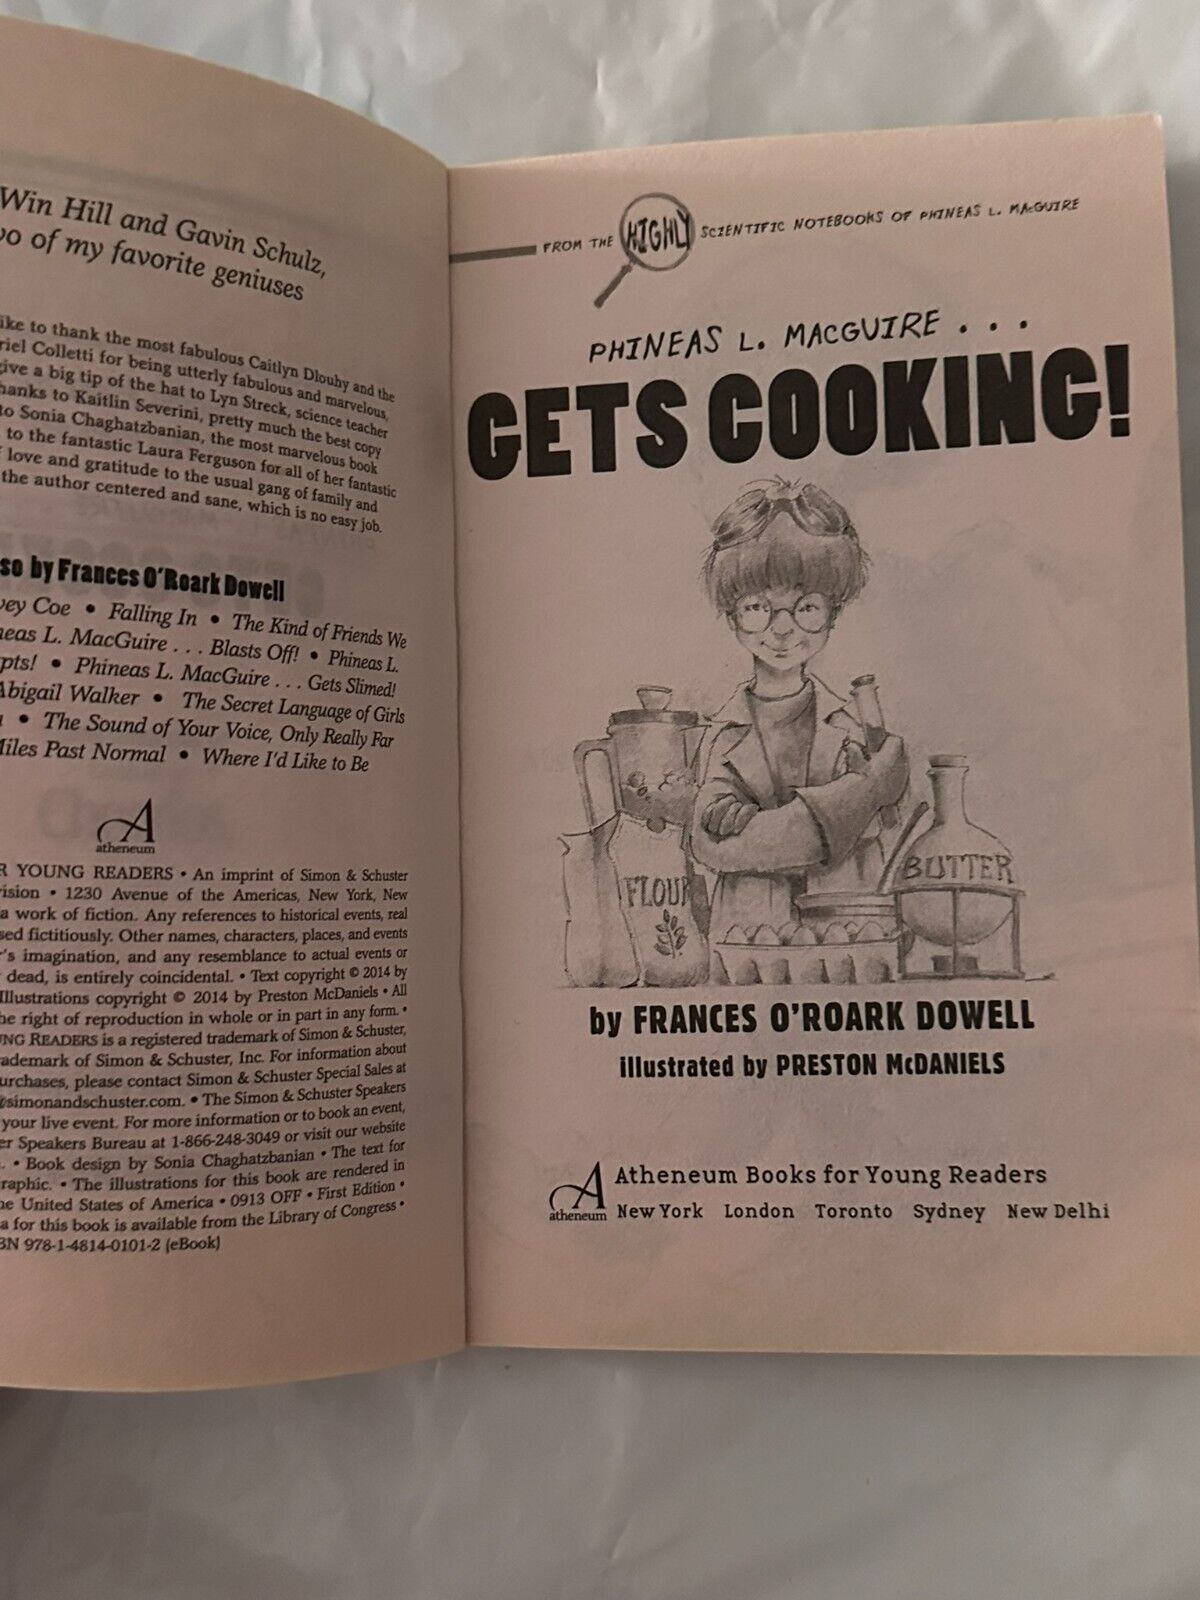 Win Hill and Gavin Schulz,
of my favorite geniuses
like to thank the most fabulous Caitlyn Dlouhy and the
Colletti for being utterly fabulous and marvelous,
give a big tip of the hat to Lyn Streck, science teacher
to Kaitlin Severini, pretty much the best copy
to Sonia Chaghatzbanian, the most marvelous book
to the fantastic Laura Ferguson for all of her fantastic
love and gratitude to the usual gang of family and
the author centered and sane, which is no easy job.
so by Frances O'Roark Dowell
vey Coe • Falling In • The Kind of Friends We
neas L. MacGuire . . . Blasts Off! • Phineas L.
pts! • Phineas L. MacGuire . . . Gets Slimed!
Abigail Walker • The Secret Language of Girls
• The Sound of Your Voice, Only Really Far
Miles Past Normal • Where I'd Like to Be
A
atheneum
R YOUNG READERS • An imprint of Simon & Schuster
ision • 1230 Avenue of the Americas, New York, New
a work of fiction. Any references to historical events, real
sed fictitiously. Other names, characters, places, and events
r's imagination, and any resemblance to actual events or
dead, is entirely coincidental. • Text copyright © 2014 by
Illustrations copyright © 2014 by Preston McDaniels • All
he right of reproduction in whole or in part in any form. •
NG READERS is a registered trademark of Simon & Schuster,
rademark of Simon & Schuster, Inc. For information about
urchases, please contact Simon & Schuster Special Sales at
@simonandschuster.com. • The Simon & Schuster Speakers
your live event. For more information or to book an event,
er Speakers Bureau at 1-866-248-3049 or visit our website
. • Book design by Sonia Chaghatzbanian • The text for
raphic. • The illustrations for this book are rendered in
he United States of America • 0913 OFF • First Edition •
a for this book is available from the Library of Congress •
BN 978-1-4814-0101-2 (eBook)
FROM THE HIGHLY SCIENTIFIC NOTEBOOKS OF PHINEAS L. MACGUIRE
PHINEAS L. MACGUIRE . . .
GETS COOKING!
FLOUR
BUTTER
by FRANCES O'ROARK DOWELL
illustrated by PRESTON McDANIELS
A
atheneum
Atheneum Books for Young Readers
New York London Toronto Sydney New Delhi